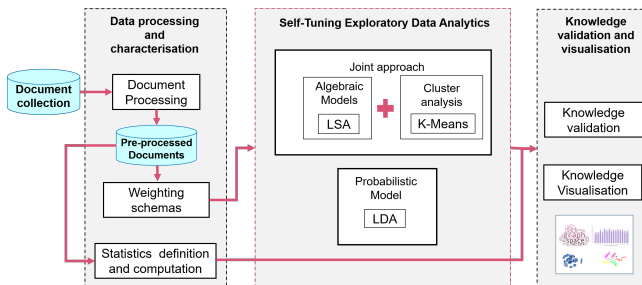 Data processing
and
characterisation
Document
collection
Document
Processing
Pre-processed
Documents
Weighting
schemas
Statistics definition
and computation
Self-Tuning Exploratory Data Analytics
Joint approach
Algebraic
Models
LSA
Cluster
analysis
K-Means
Probabilistic
Model
LDA
Knowledge
validation and
visualisation
Knowledge
validation
Knowledge
Visualisation
graph
space